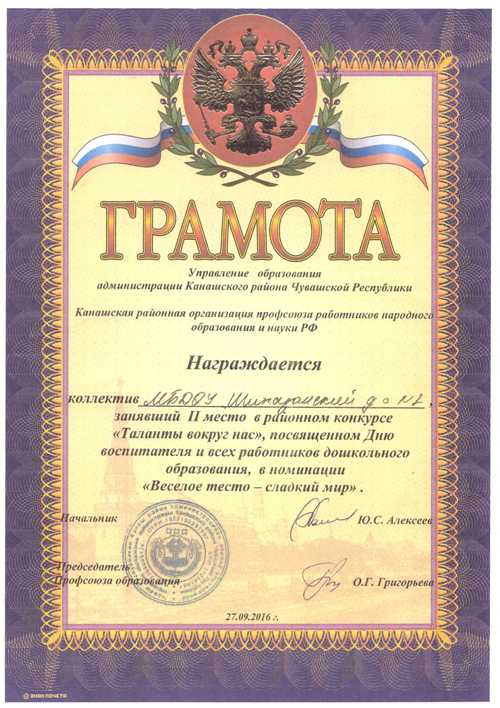 ГРАМОТА
Управление образования
администрации Канашского района Чувашской Республики
Канашская районная организация профсоюза работников народного
образования и науки РФ
Награждается
коллектив МБДОУ Шихазанский д/с №1,
занявший II место в районном конкурсе
«Таланты вокруг нас», посвященном Дню
воспитателя и всех работников дошкольного
образования, в номинации
«Веселое тесто – сладкий мир» .
Начальник Ю.С. Алексеев
Председатель
Профсоюза образования О.Г. Григорьева
27.09.2016 г.
ЗНАК ПОЧЕТА